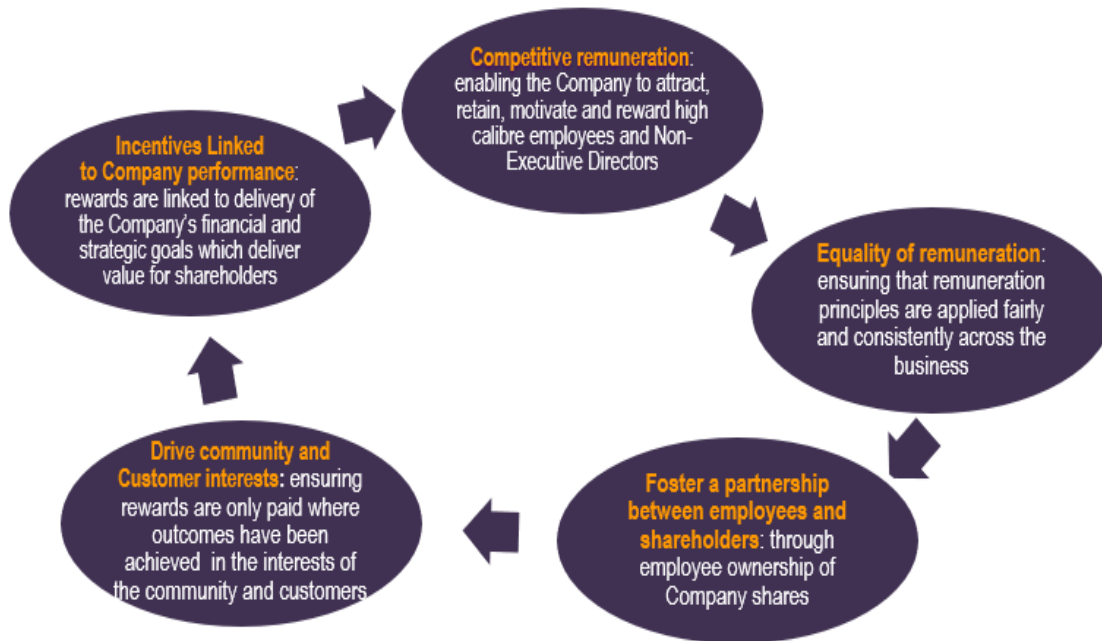 Competitive remuneration:
enabling the Company to attract,
retain, motivate and reward high
calibre employees and Non-
Executive Directors
Equality of remuneration:
ensuring that remuneration
principles are applied fairly
and consistently across the
business
Foster a partnership
between employees and
shareholders: through
employee ownership of
Company shares
Drive community and
Customer interests: ensuring
rewards are only paid where
outcomes have been
achieved in the interests of
the community and customers
Incentives Linked
to Company performance:
rewards are linked to delivery of
the Company's financial and
strategic goals which deliver
value for shareholders